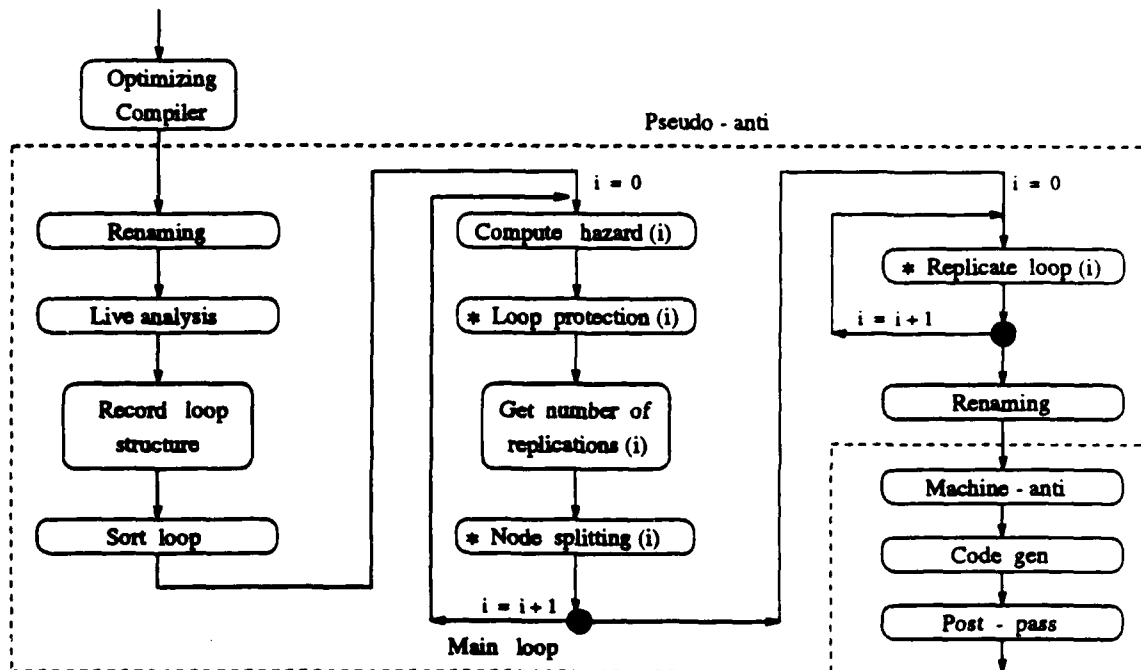 Optimizing
Compiler
Pseudo - anti
Renaming
Live analysis
Record loop
structure
Sort loop
i = 0
Compute hazard (i)
* Loop protection (i)
Get number of
replications (i)
* Node splitting (i)
i = i + 1
Main loop
i = 0
* Replicate loop (i)
i = i + 1
Renaming
Machine - anti
Code gen
Post - pass